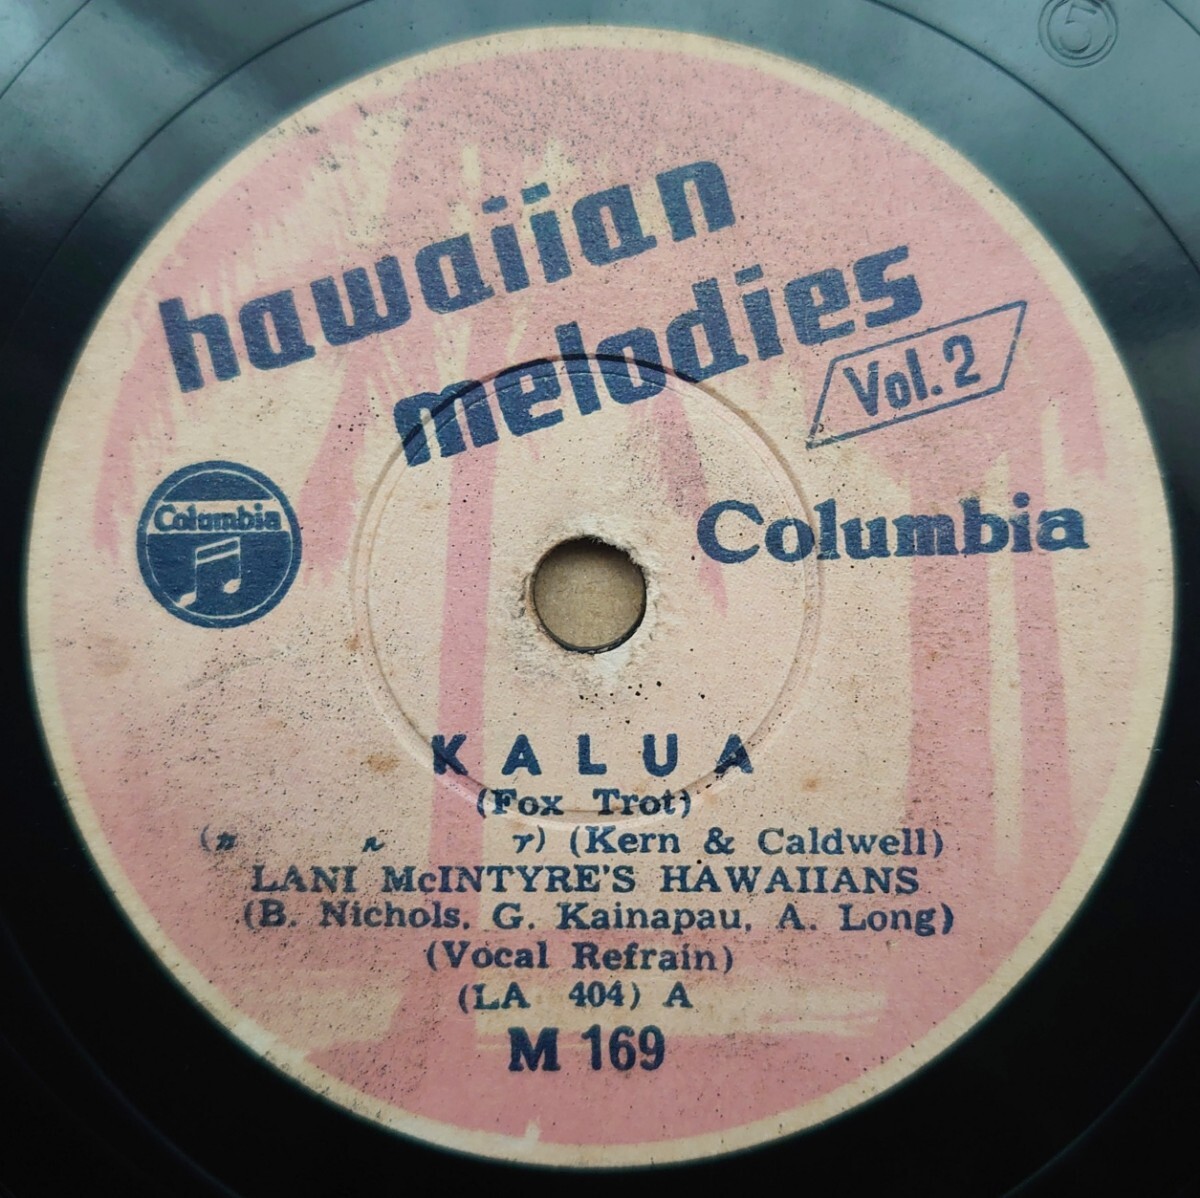 5
hawaiian
melodies
Vol. 2
Columbia
Columbia
KALUA
(Fox Trot)
(カルア) (Kern & Caldwell)
LANI McINTYRE'S HAWAIIANS
(B. Nichols. G. Kainapau, A. Long)
(Vocal Refrain)
(LA 404) A
M 169